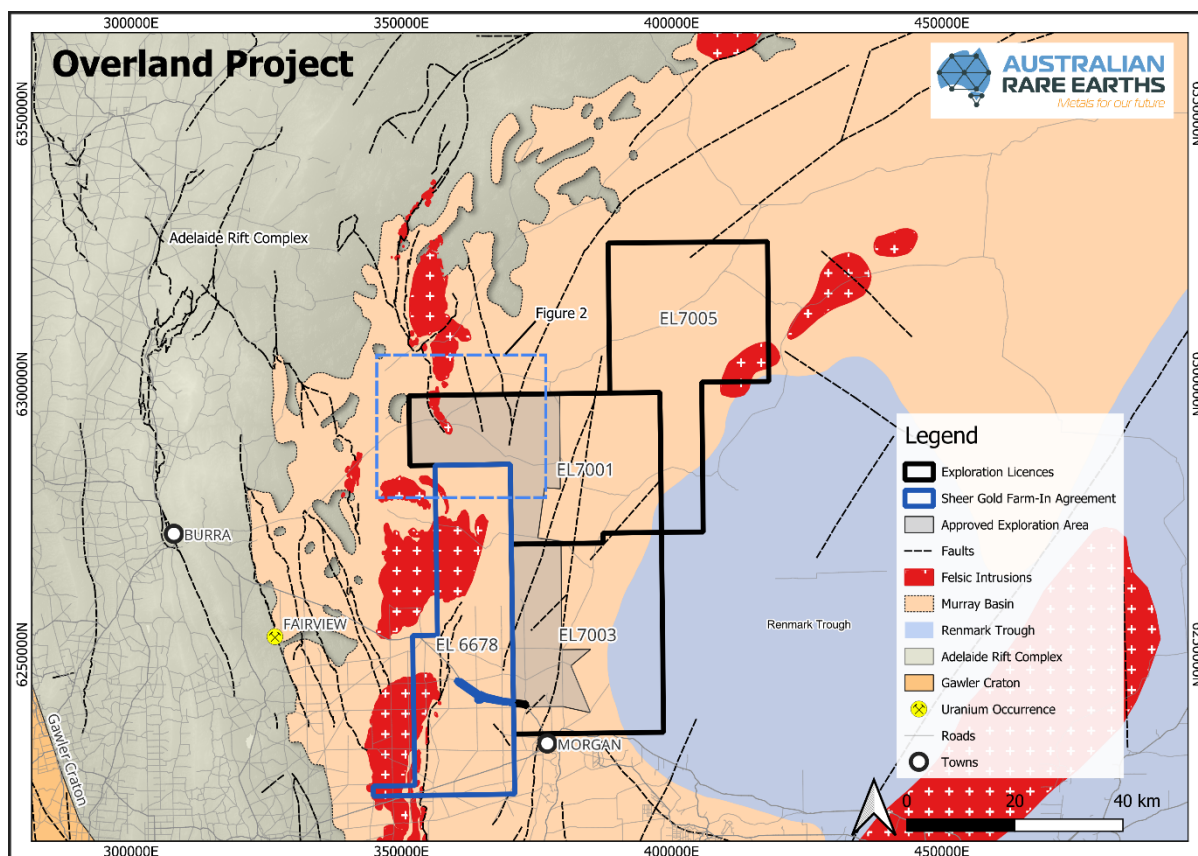 300000E
350000E
400000E
450000E
Overland Project
AUSTRALIAN
RARE EARTHS
Metals for our future
6350000N
6350000N
Adelaide Rift Complex
Figure 2
EL7005
6300000N
6300000N
EL7001
Legend
Exploration Licences
Sheer Gold Farm-In Agreement
Approved Exploration Area
Faults
Felsic Intrusions
Murray Basin
Renmark Trough
Adelaide Rift Complex
Gawler Craton
Uranium Occurrence
Roads
Towns
BURRA
FAIRVIEW
EL 6678
EL7003
Renmark Trough
6250000N
6250000N
MORGAN
Gawler Craton
0
20
40 km
300000E
350000E
400000E
450000E